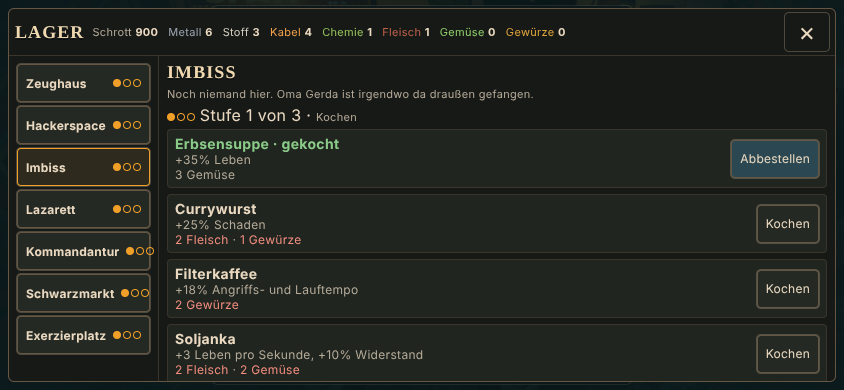 LAGER Schrott 900 Metall 6 Stoff 3 Kabel 4 Chemie 1 Fleisch 1 Gemüse 0 Gewürze 0 ✕
Zeughaus
Hackerspace
Imbiss
Lazarett
Kommandantur
Schwarzmarkt
Exerzierplatz
IMBISS
Noch niemand hier. Oma Gerda ist irgendwo da draußen gefangen.
Stufe 1 von 3 · Kochen
Erbsensuppe · gekocht
+35% Leben
3 Gemüse
Abbestellen
Currywurst
+25% Schaden
2 Fleisch · 1 Gewürze
Kochen
Filterkaffee
+18% Angriffs- und Lauftempo
2 Gewürze
Kochen
Soljanka
+3 Leben pro Sekunde, +10% Widerstand
2 Fleisch · 2 Gemüse
Kochen